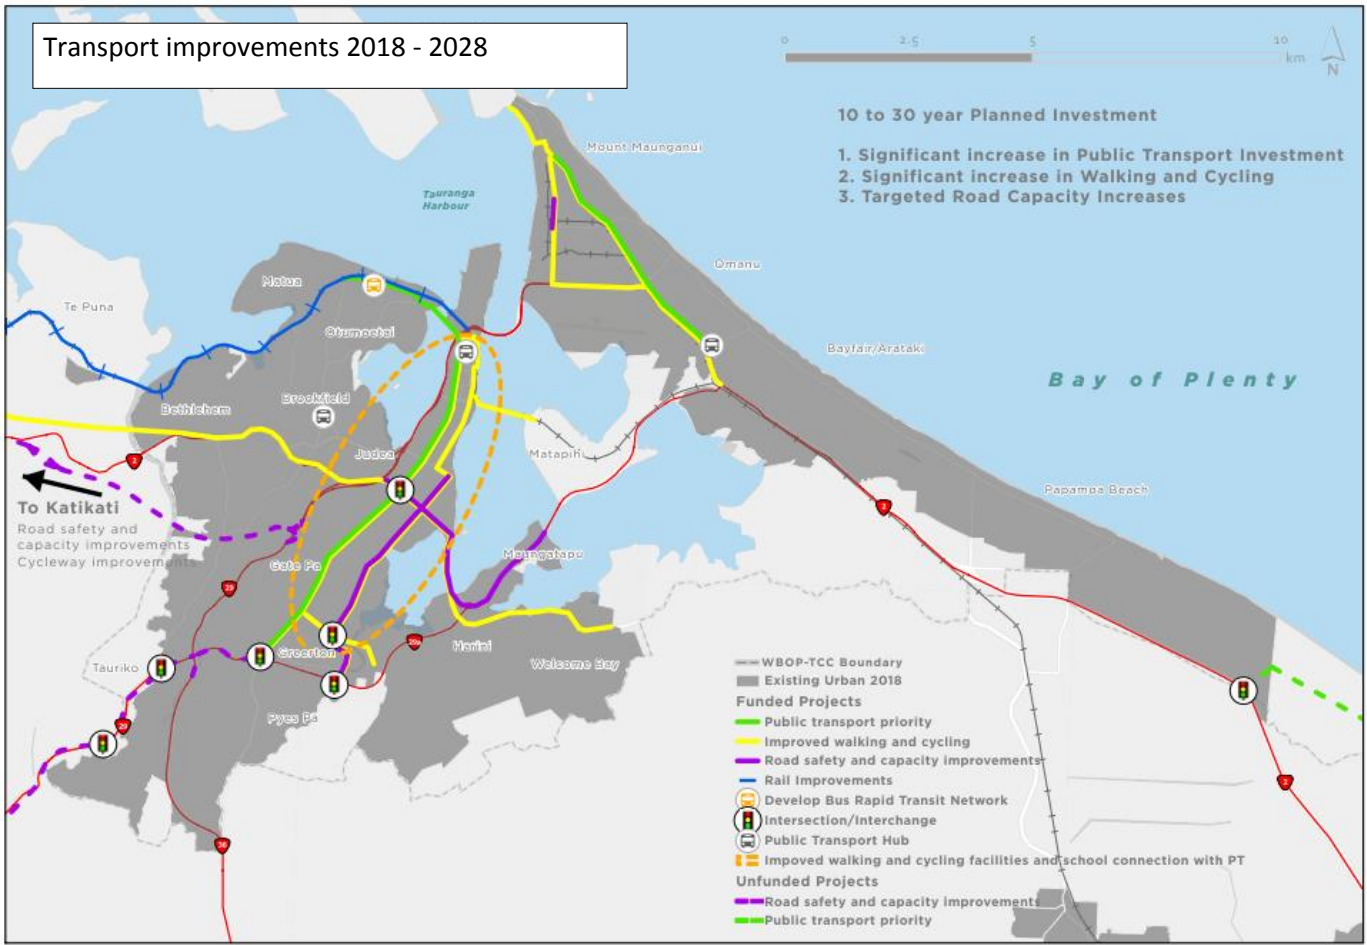 Transport improvements 2018 - 2028
0 2.5 5 10
km
N
10 to 30 year Planned Investment
1. Significant increase in Public Transport Investment
2. Significant increase in Walking and Cycling
3. Targeted Road Capacity Increases
Mount Maunganui
Tauranga
Harbour
Omanu
Matua
Te Puna
Otumoetai
Bayfair/Arataki
Bay of Plenty
Brookfield
Bethlehem
Judea
Matapihi
2
Papamoa Beach
2
To Katikati
Road safety and
capacity improvements
Cycleway improvements
Maungatapu
Gate Pa
29
29a
Hairini
Greerton
Welcome Bay
Tauriko
Pyes Pa
29
2
36
WBOP-TCC Boundary
Existing Urban 2018
Funded Projects
Public transport priority
Improved walking and cycling
Road safety and capacity improvements
Rail Improvements
Develop Bus Rapid Transit Network
Intersection/Interchange
Public Transport Hub
Impoved walking and cycling facilities and school connection with PT
Unfunded Projects
Road safety and capacity improvements
Public transport priority